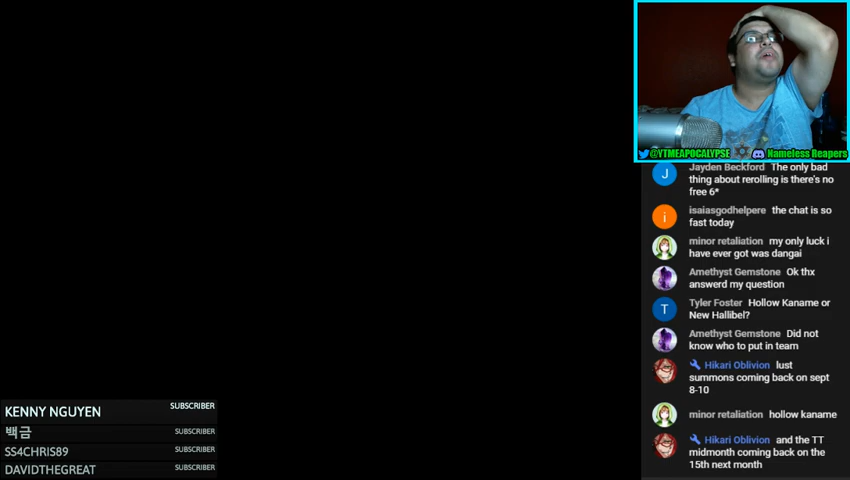 @YTMEAPOCALYPSE Nameless Reapers
Jayden Beckford The only bad
thing about rerolling is there's no
free 6*
isaiasgodhelpere the chat is so
fast today
minor retaliation my only luck i
have ever got was dangai
Amethyst Gemstone Ok thx
answerd my question
Tyler Foster Hollow Kaname or
New Hallibel?
Amethyst Gemstone Did not
know who to put in team
Hikari Oblivion lust
summons coming back on sept
8-10
minor retaliation hollow kaname
Hikari Oblivion and the TT
midmonth coming back on the
15th next month
J
i
T
KENNY NGUYEN SUBSCRIBER
백금 SUBSCRIBER
SS4CHRIS89 SUBSCRIBER
DAVIDTHEGREAT SUBSCRIBER